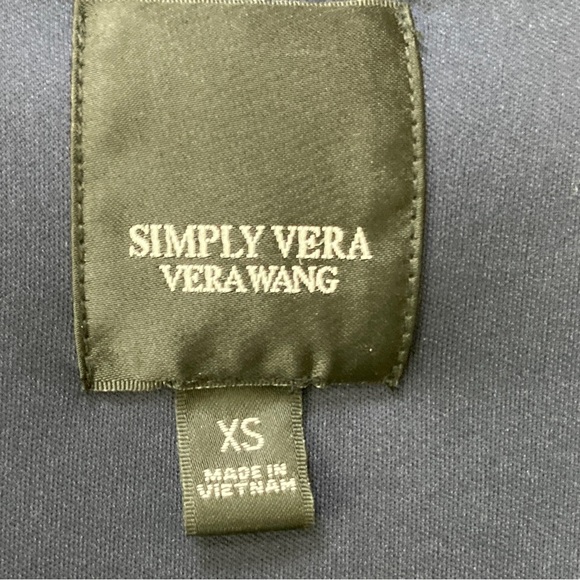 SIMPLY VERA
VERA WANG
XS
MADE IN
VIETNAM